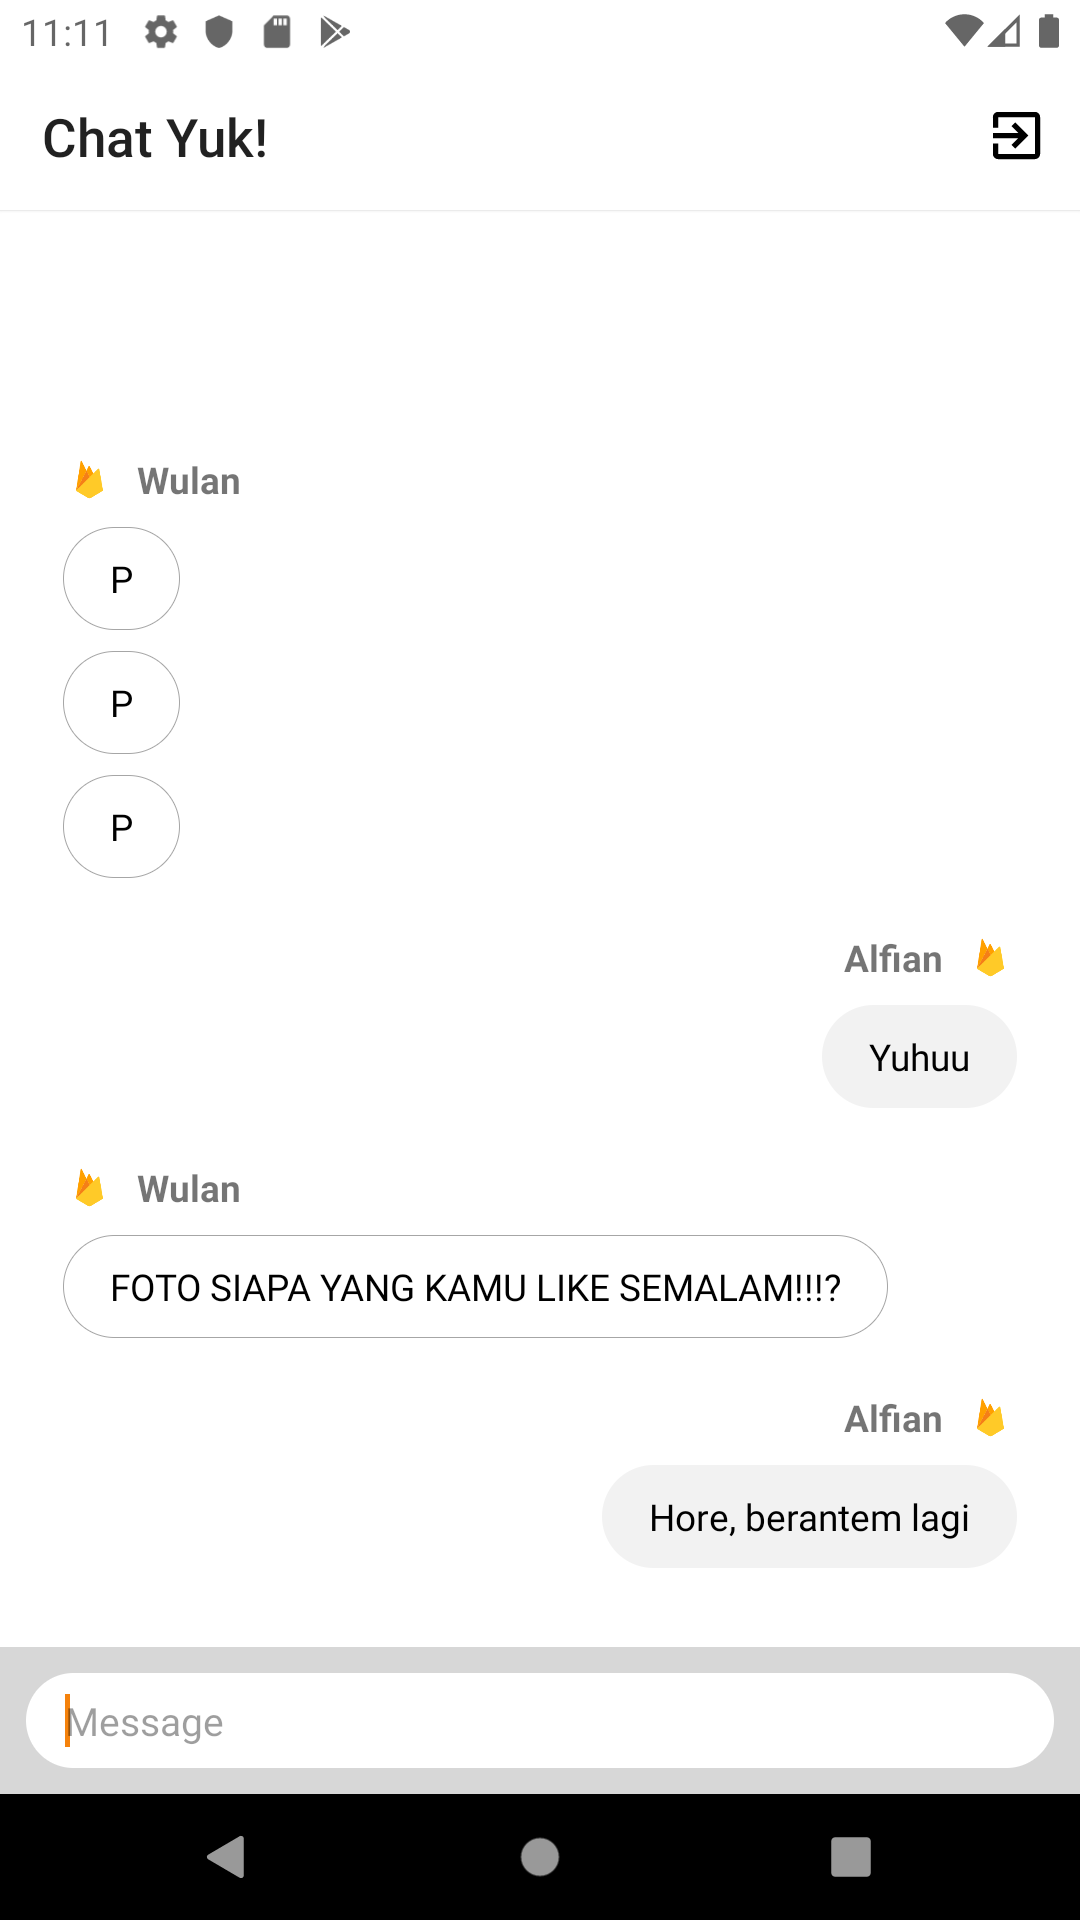 11:11
Chat Yuk!
Wulan
P
P
P
Alfian
Yuhuu
Wulan
FOTO SIAPA YANG KAMU LIKE SEMALAM!!!?
Alfian
Hore, berantem lagi
Message